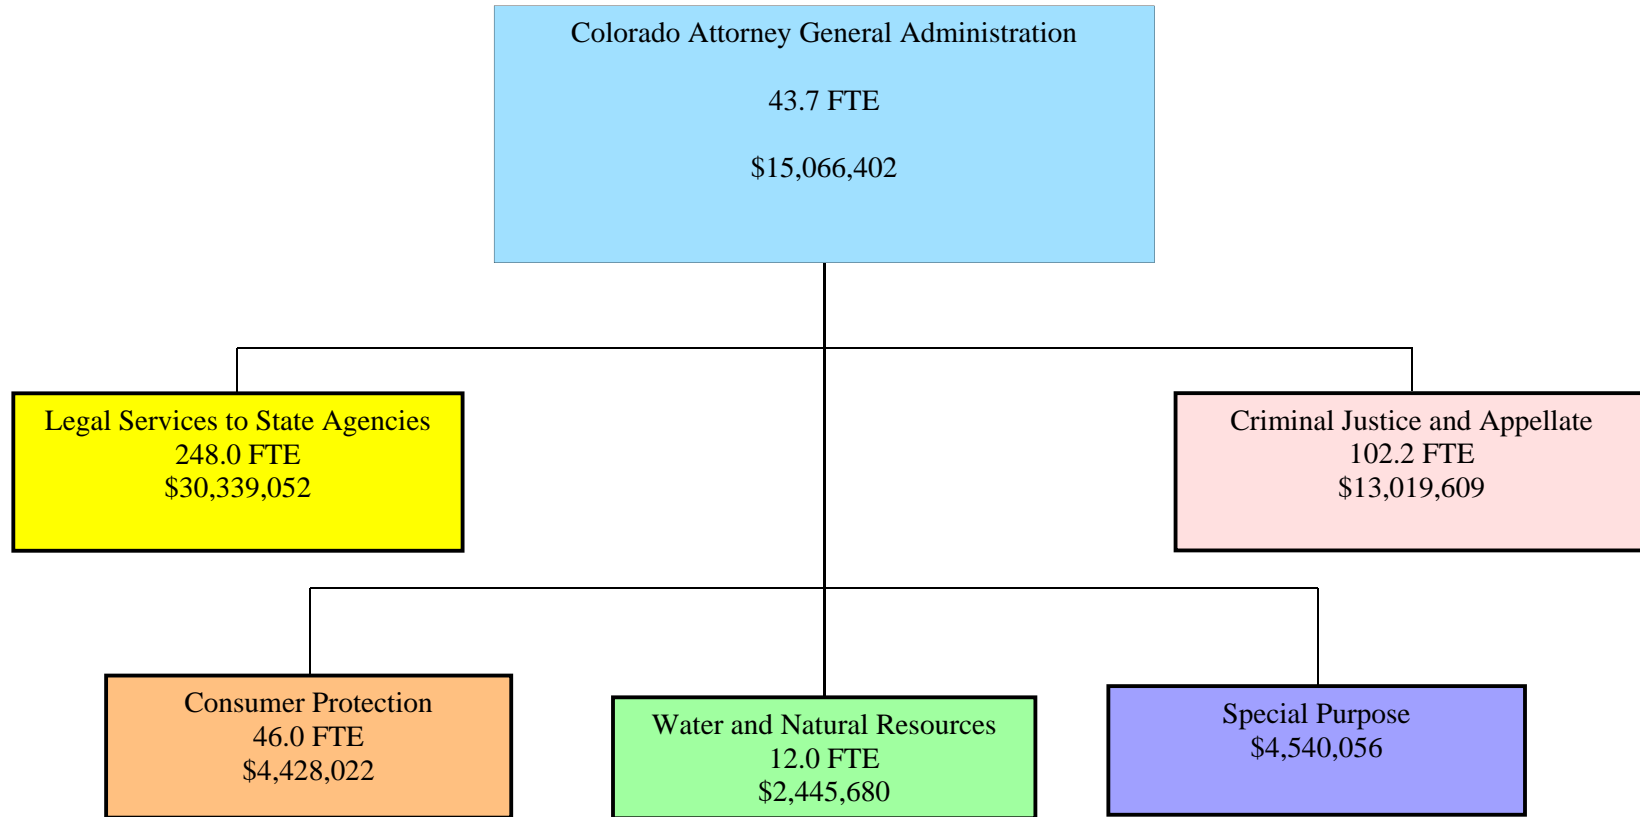 Colorado Attorney General Administration
43.7 FTE
$15,066,402
Legal Services to State Agencies
248.0 FTE
$30,339,052
Criminal Justice and Appellate
102.2 FTE
$13,019,609
Consumer Protection
46.0 FTE
$4,428,022
Water and Natural Resources
12.0 FTE
$2,445,680
Special Purpose
$4,540,056